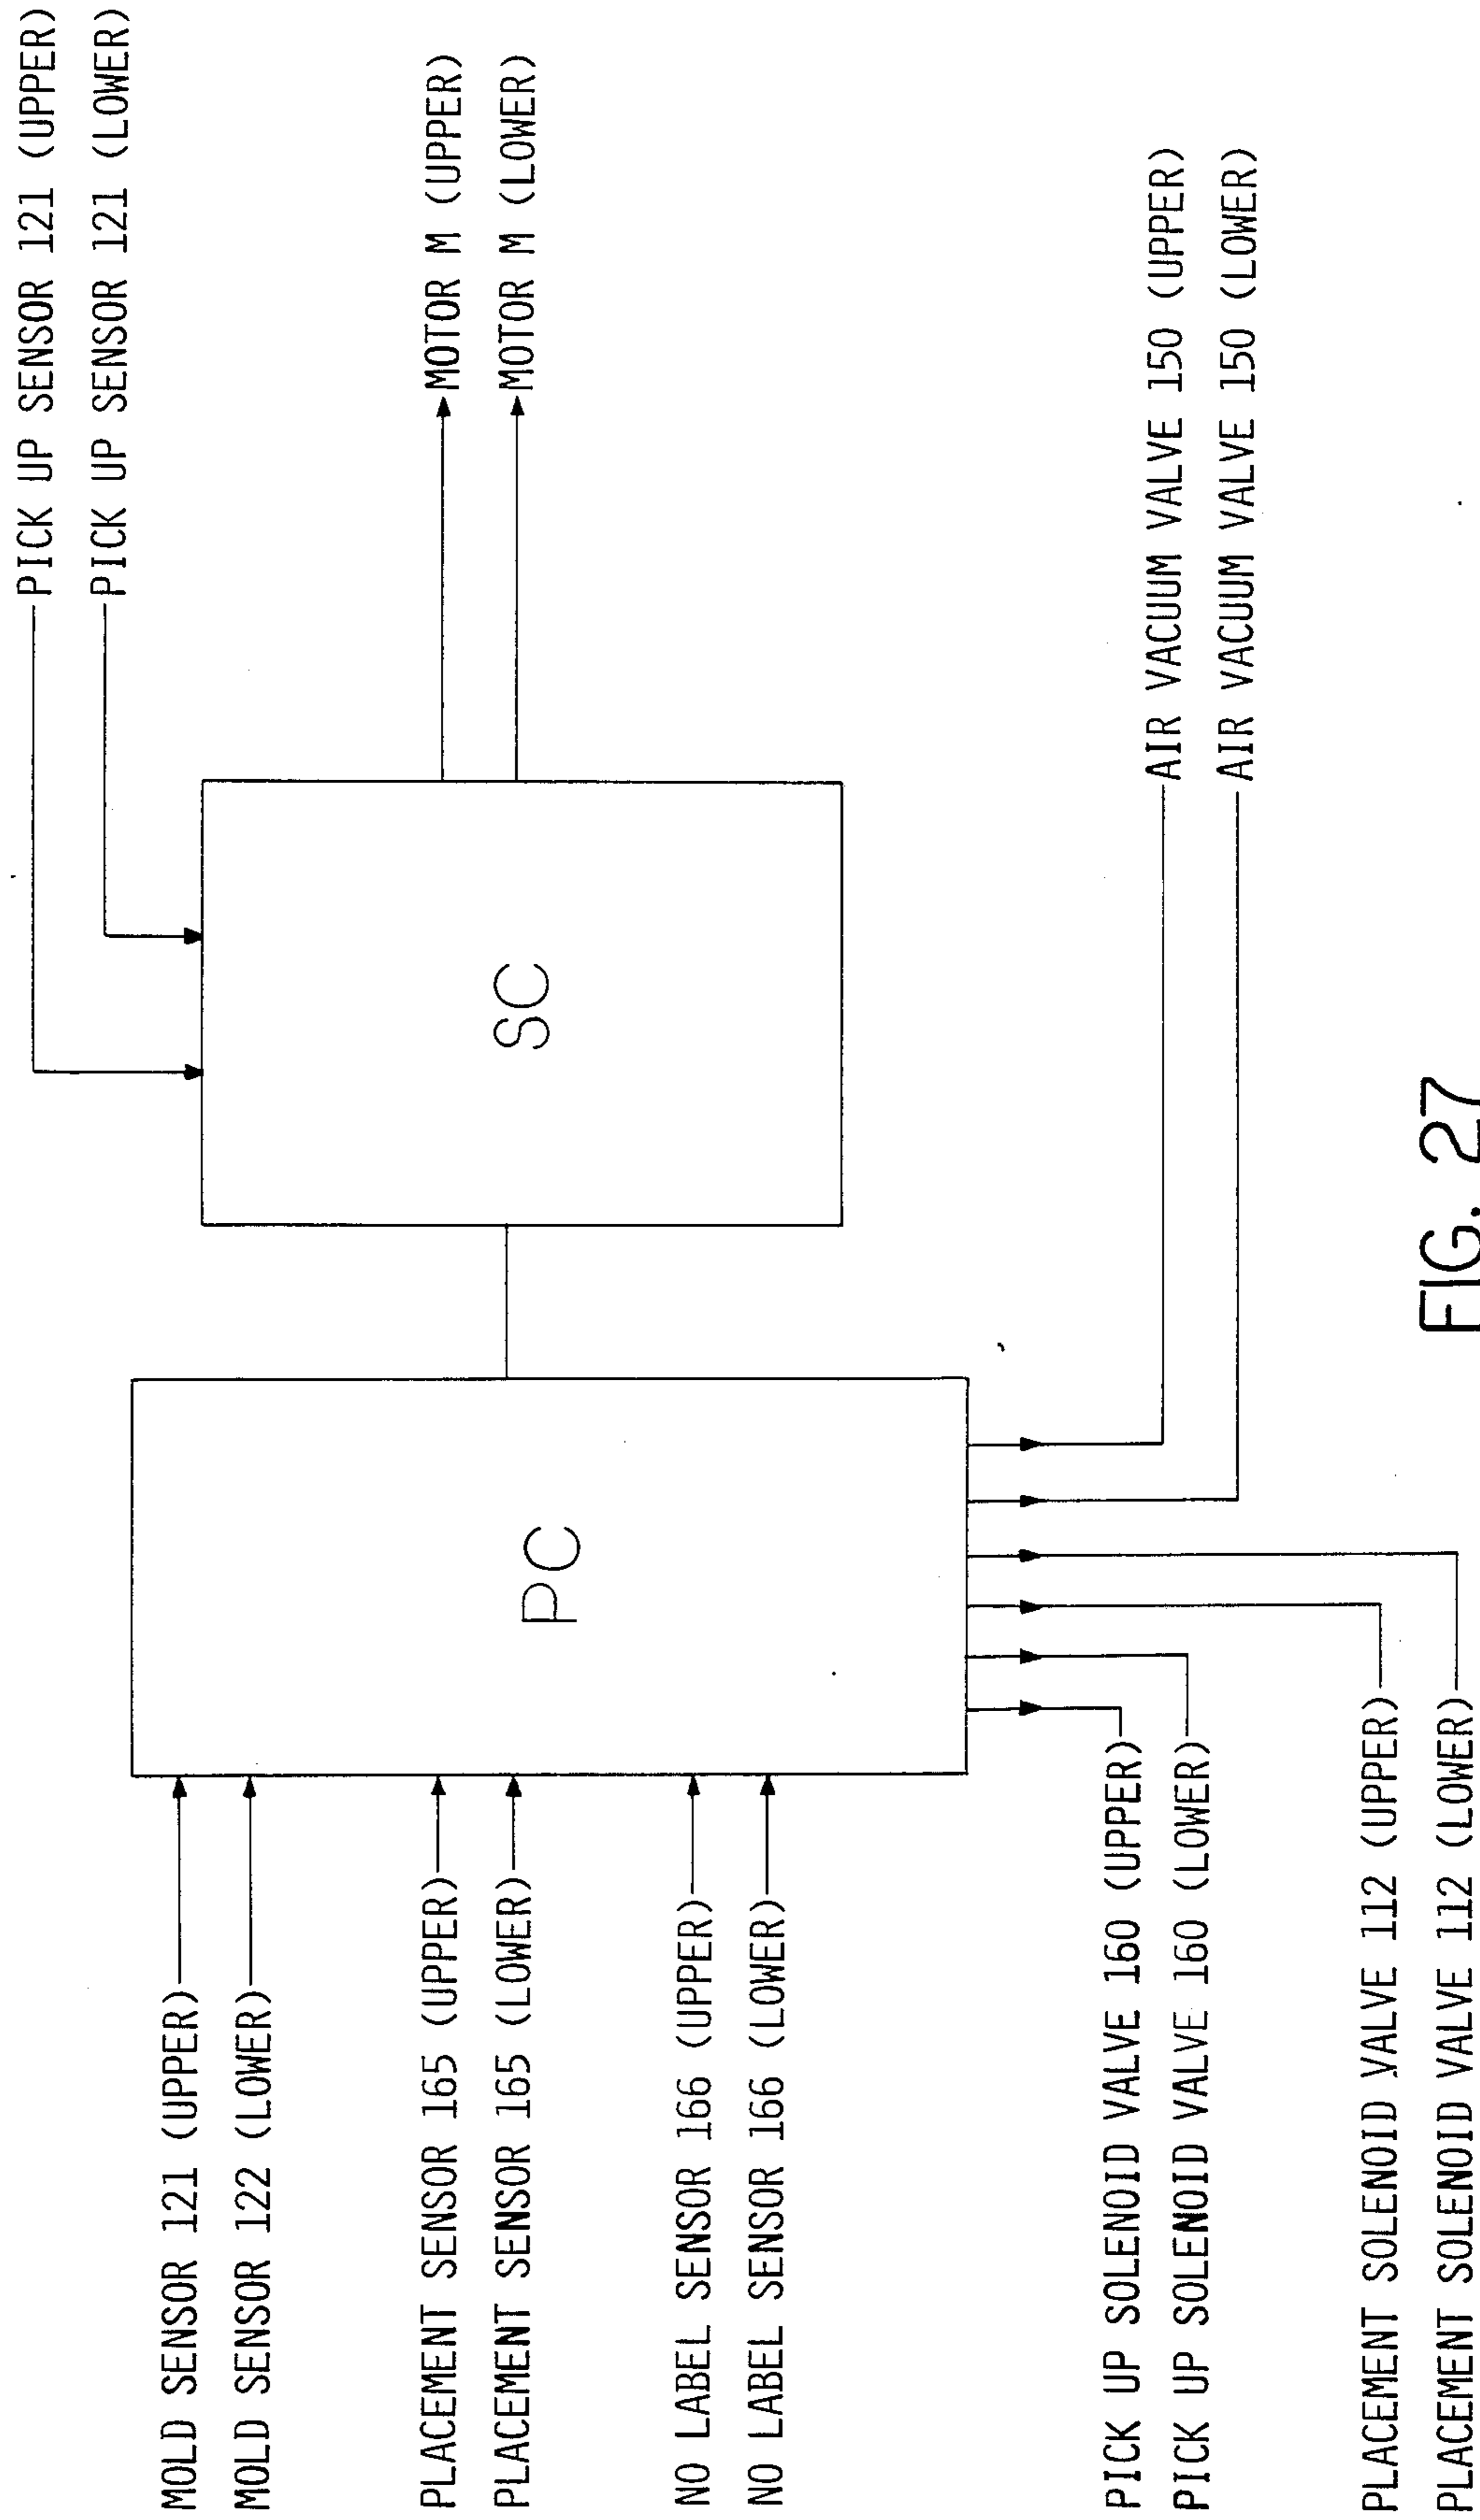 PICK UP SENSOR 121 (UPPER)
PICK UP SENSOR 121 (LOWER)
MOLD SENSOR 121 (UPPER)
MOLD SENSOR 122 (LOWER)
PLACEMENT SENSOR 165 (UPPER)
PLACEMENT SENSOR 165 (LOWER)
NO LABEL SENSOR 166 (UPPER)
NO LABEL SENSOR 166 (LOWER)
PC
SC
MOTOR M (UPPER)
MOTOR M (LOWER)
PICK UP SOLENOID VALVE 160 (UPPER)
PICK UP SOLENOID VALVE 160 (LOWER)
AIR VACUUM VALVE 150 (UPPER)
AIR VACUUM VALVE 150 (LOWER)
PLACEMENT SOLENOID VALVE 112 (UPPER)
PLACEMENT SOLENOID VALVE 112 (LOWER)
FIG. 27